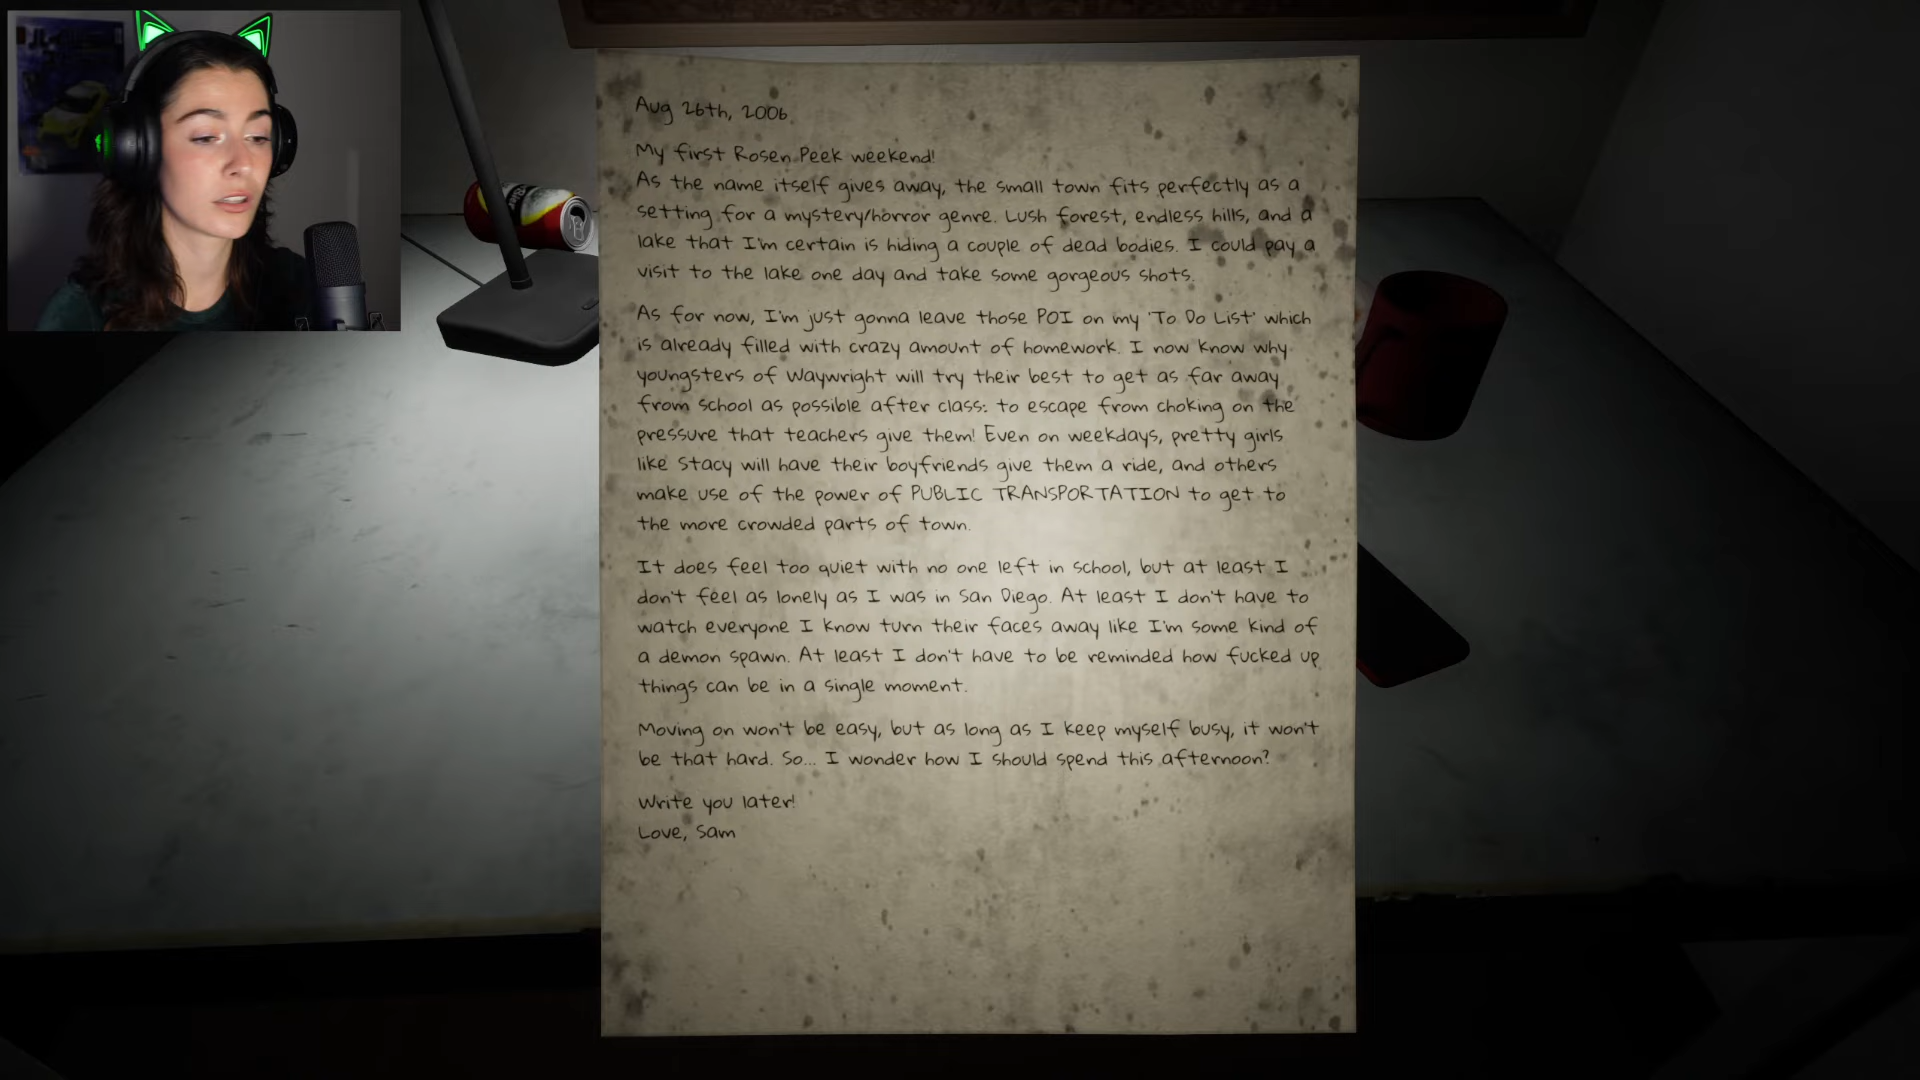 Aug 26th, 2006
My first Rosen Peek weekend!
As the name itself gives away, the small town fits perfectly as a
setting for a mystery/horror genre. Lush forest, endless hills, and a
lake that I'm certain is hiding a couple of dead bodies. I could pay a
visit to the lake one day and take some gorgeous shots.
As for now, I'm just gonna leave those POI on my 'To Do List' which
is already filled with crazy amount of homework. I now know why
youngsters of Waywright will try their best to get as far away
from school as possible after class: to escape from choking on the
pressure that teachers give them! Even on weekdays, pretty girls
like Stacy will have their boyfriends give them a ride, and others
make use of the power of PUBLIC TRANSPORTATION to get to
the more crowded parts of town.
It does feel too quiet with no one left in school, but at least I
don't feel as lonely as I was in San Diego. At least I don't have to
watch everyone I know turn their faces away like I'm some kind of
a demon spawn. At least I don't have to be reminded how fucked up
things can be in a single moment.
Moving on won't be easy, but as long as I keep myself busy, it won't
be that hard. So... I wonder how I should spend this afternoon?
Write you later!
Love, Sam